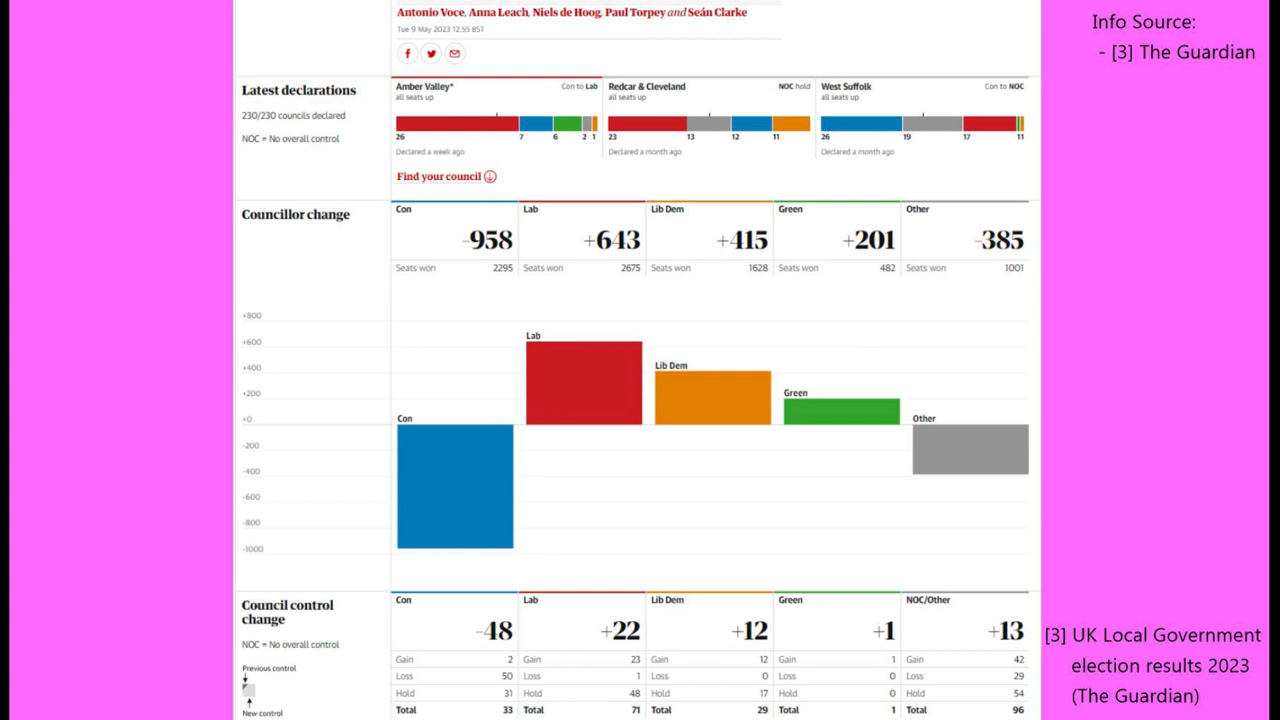 Antonio Voce, Anna Leach, Niels de Hoog, Paul Torpey and Seán Clarke
Tue 9 May 2023 12.55 BST
Info Source:
- [3] The Guardian
Latest declarations
230/230 councils declared
NOC = No overall control
Amber Valley* Con to Lab
all seats up
26 7 6 2 1
Declared a week ago
Redcar & Cleveland NOC hold
all seats up
23 13 12 11
Declared a month ago
West Suffolk Con to NOC
all seats up
26 19 17 11
Declared a month ago
Find your council
Councillor change
Con Lab Lib Dem Green Other
-958 +643 +415 +201 -385
Seats won 2295 Seats won 2675 Seats won 1628 Seats won 482 Seats won 1001
+800
+600
+400
+200
+0
-200
-400
-600
-800
-1000
Con
Lab
Lib Dem
Green
Other
Council control
change
NOC = No overall control
Previous control
New control
Con Lab Lib Dem Green NOC/Other
-48 +22 +12 +1 +13
Gain 2 Gain 23 Gain 12 Gain 1 Gain 42
Loss 50 Loss 1 Loss 0 Loss 0 Loss 29
Hold 31 Hold 48 Hold 17 Hold 0 Hold 54
Total 33 Total 71 Total 29 Total 1 Total 96
[3] UK Local Government
election results 2023
(The Guardian)